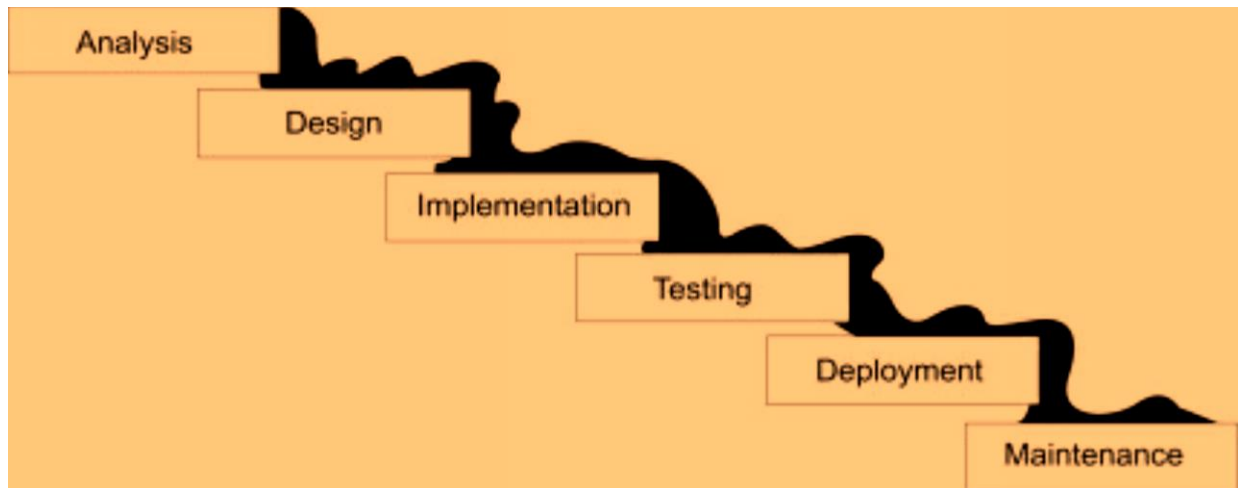 Analysis
Design
Implementation
Testing
Deployment
Maintenance